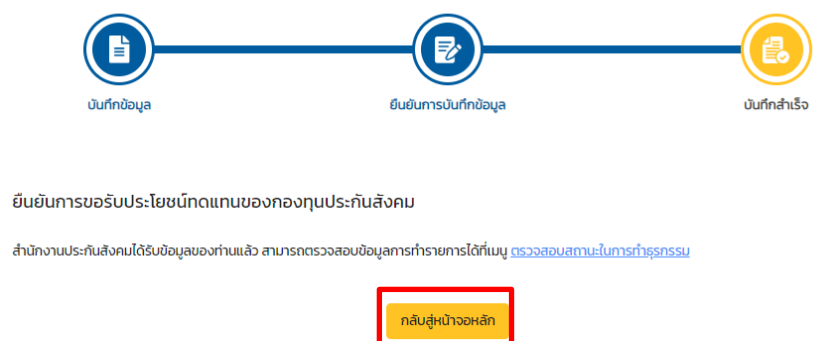 บันทึกข้อมูล
ยืนยันการบันทึกข้อมูล
บันทึกสำเร็จ
ยืนยันการขอรับประโยชน์ทดแทนของกองทุนประกันสังคม
สำนักงานประกันสังคมได้รับข้อมูลของท่านแล้ว สามารถตรวจสอบข้อมูลการทำรายการได้ที่เมนู ตรวจสอบสถานะในการทำธุรกรรม
กลับสู่หน้าจอหลัก